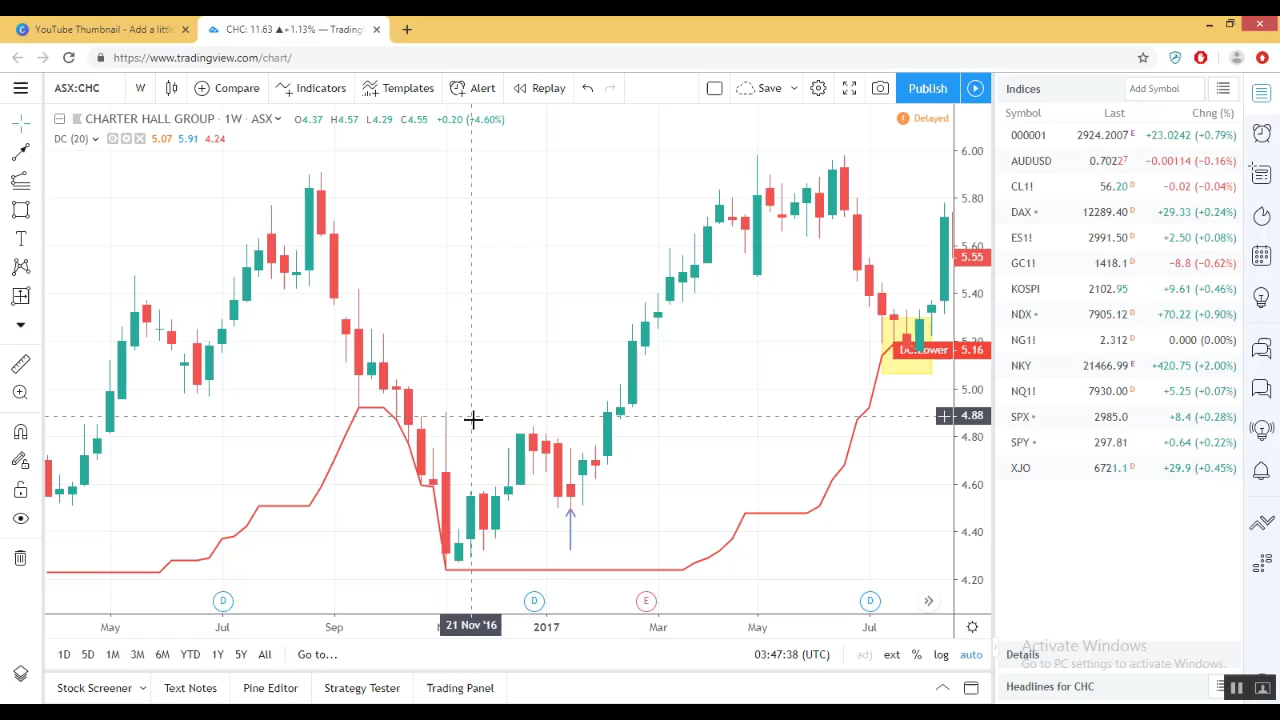 YouTube Thumbnail - Add a little
CHC: 11.63 ▲+1.13% — Trading
https://www.tradingview.com/chart/
ASX:CHC W Compare Indicators Templates Alert Replay Save Publish
CHARTER HALL GROUP · 1W · ASX O4.37 H4.57 L4.29 C4.55 +0.20 (+4.60%)
Delayed
DC (20) 5.07 5.91 4.24
6.00
5.80
5.60
5.55
5.40
5.20
DC:Lower 5.16
5.00
4.88
4.80
4.60
4.40
4.20
D D E D
May Jul Sep 21 Nov '16 2017 Mar May Jul
1D 5D 1M 3M 6M YTD 1Y 5Y All Go to... 03:47:38 (UTC) adj ext % log auto
Stock Screener Text Notes Pine Editor Strategy Tester Trading Panel
Indices Add Symbol
Symbol Last Chng (%)
000001 2924.2007 E +23.0242 (+0.79%)
AUDUSD 0.70227 −0.00114 (−0.16%)
CL1! 56.20 D −0.02 (−0.04%)
DAX 12289.40 D +29.33 (+0.24%)
ES1! 2991.50 D +2.50 (+0.08%)
GC1! 1418.1 D −8.8 (−0.62%)
KOSPI 2102.95 +9.61 (+0.46%)
NDX 7905.12 D +70.22 (+0.90%)
NG1! 2.312 D 0.000 (0.00%)
NKY 21466.99 E +420.75 (+2.00%)
NQ1! 7930.00 D +5.25 (+0.07%)
SPX 2985.0 +8.4 (+0.28%)
SPY 297.81 +0.64 (+0.22%)
XJO 6721.1 D +29.9 (+0.45%)
Activate Windows
Details
Go to PC settings to activate Windows.
Headlines for CHC